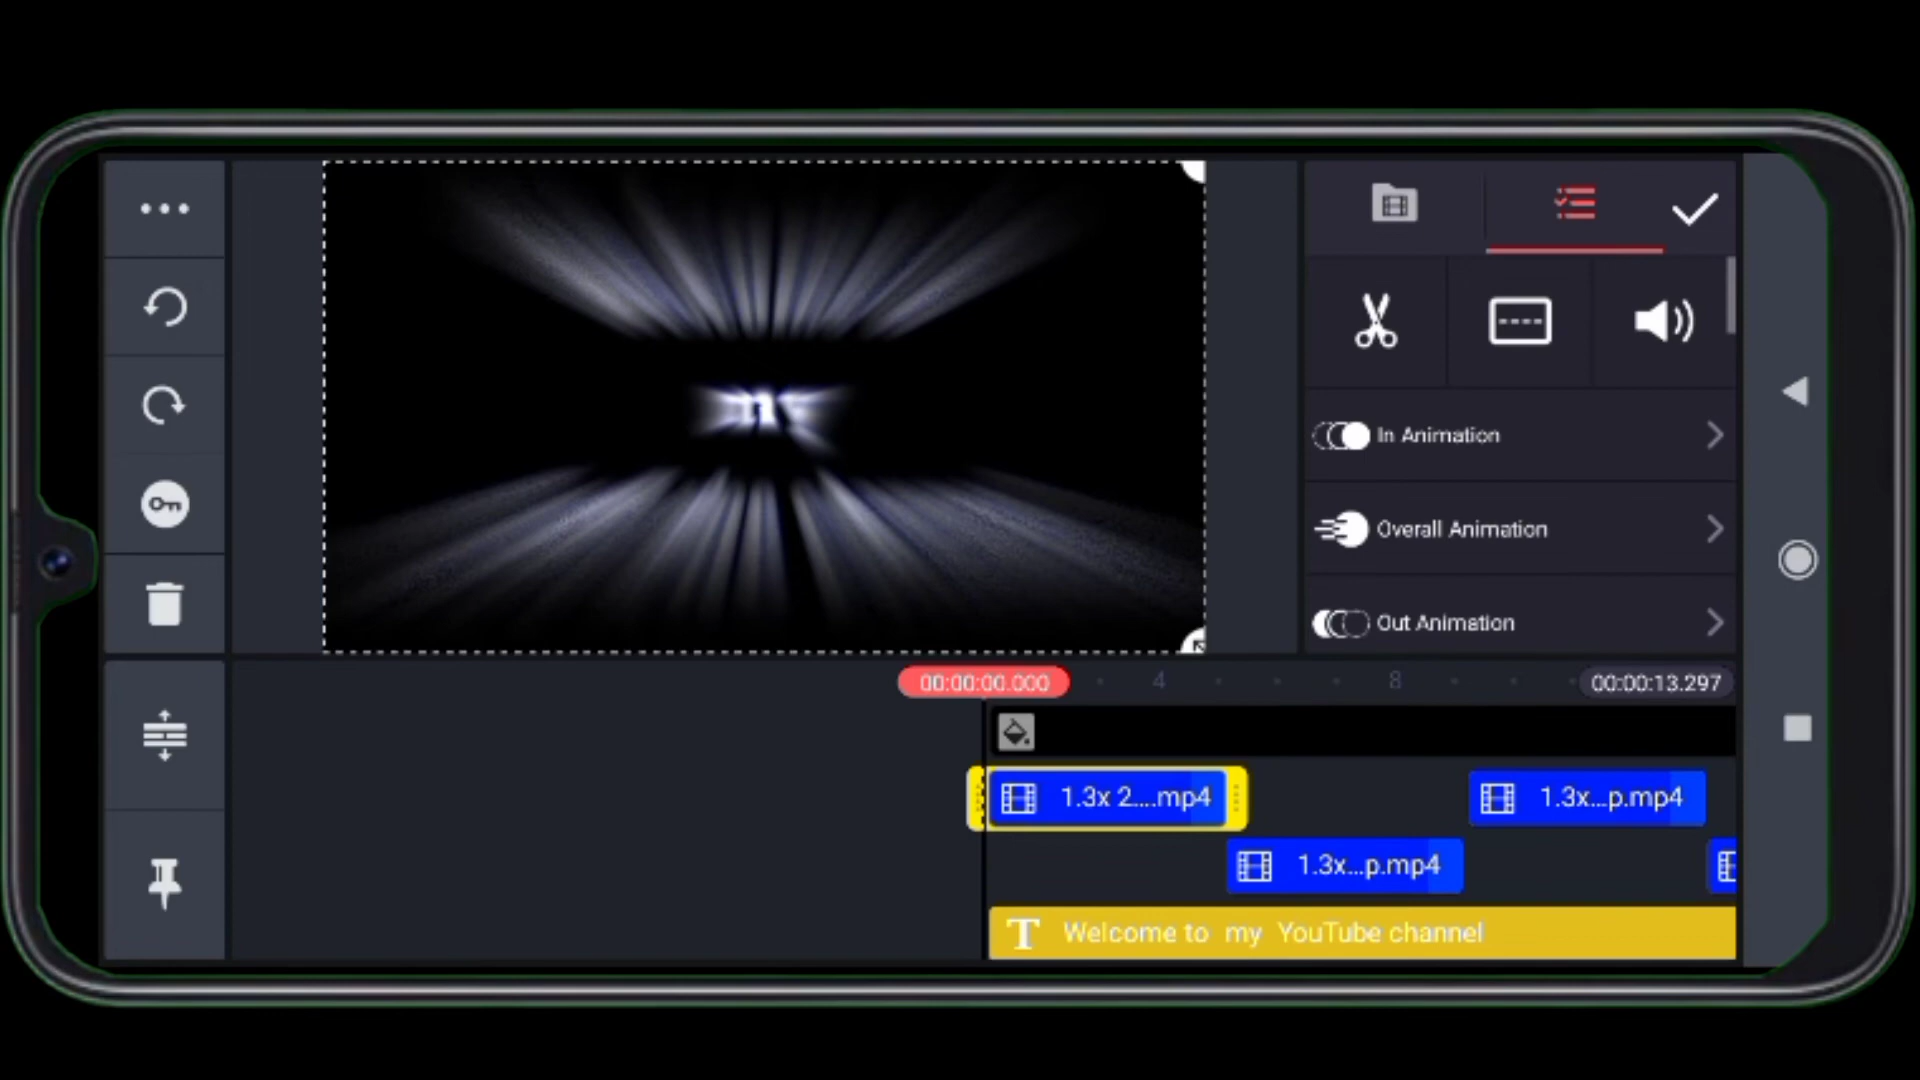 n
In Animation
Overall Animation
Out Animation
00:00:00.000
4
8
00:00:13.297
1.3x 2....mp4
1.3x...p.mp4
1.3x...p.mp4
T Welcome to my YouTube channel